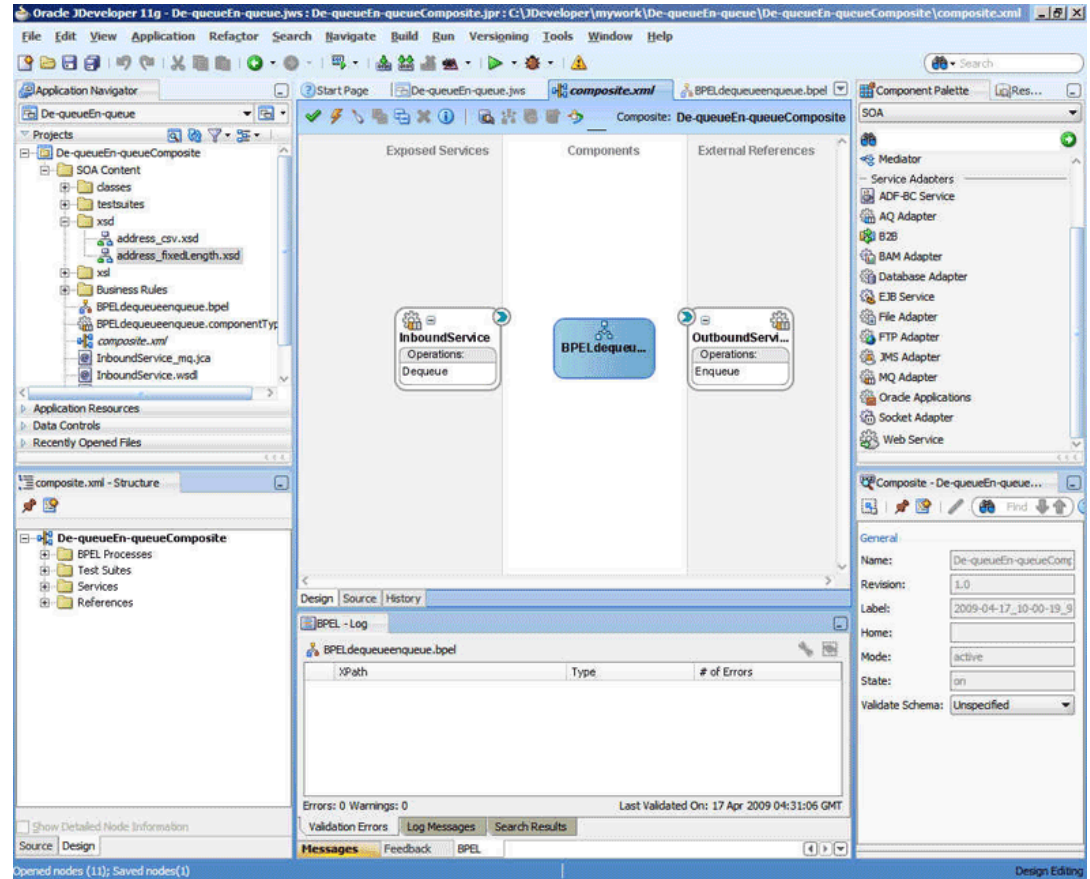 Oracle JDeveloper 11g - De-queueEn-queue.jws : De-queueEn-queueComposite.jpr : C:\JDeveloper\mywork\De-queueEn-queue\De-queueEn-queueComposite\composite.xml
File Edit View Application Refactor Search Navigate Build Run Versioning Tools Window Help
Search
Application Navigator
De-queueEn-queue
Projects
De-queueEn-queueComposite
SOA Content
classes
testsuites
xsd
address_csv.xsd
address_fixedLength.xsd
xsl
Business Rules
BPELdequeueenqueue.bpel
BPELdequeueenqueue.componentTyp
composite.xml
InboundService_mq.jca
InboundService.wsdl
Application Resources
Data Controls
Recently Opened Files
composite.xml - Structure
De-queueEn-queueComposite
BPEL Processes
Test Suites
Services
References
Show Detailed Node Information
Source Design
Start Page De-queueEn-queue.jws composite.xml BPELdequeueenqueue.bpel
Composite: De-queueEn-queueComposite
Exposed Services Components External References
InboundService
Operations:
Dequeue
BPELdequeu...
OutboundServi...
Operations:
Enqueue
Design Source History
BPEL - Log
BPELdequeueenqueue.bpel
XPath Type # of Errors
Errors: 0 Warnings: 0 Last Validated On: 17 Apr 2009 04:31:06 GMT
Validation Errors Log Messages Search Results
Messages Feedback BPEL
Component Palette Res...
SOA
Mediator
Service Adapters
ADF-BC Service
AQ Adapter
B2B
BAM Adapter
Database Adapter
EJB Service
File Adapter
FTP Adapter
JMS Adapter
MQ Adapter
Oracle Applications
Socket Adapter
Web Service
Composite - De-queueEn-queue...
Find
General
Name: De-queueEn-queueComp
Revision: 1.0
Label: 2009-04-17_10-00-19_9
Home:
Mode: active
State: on
Validate Schema: Unspecified
Opened nodes (11); Saved nodes(1) Design Editing